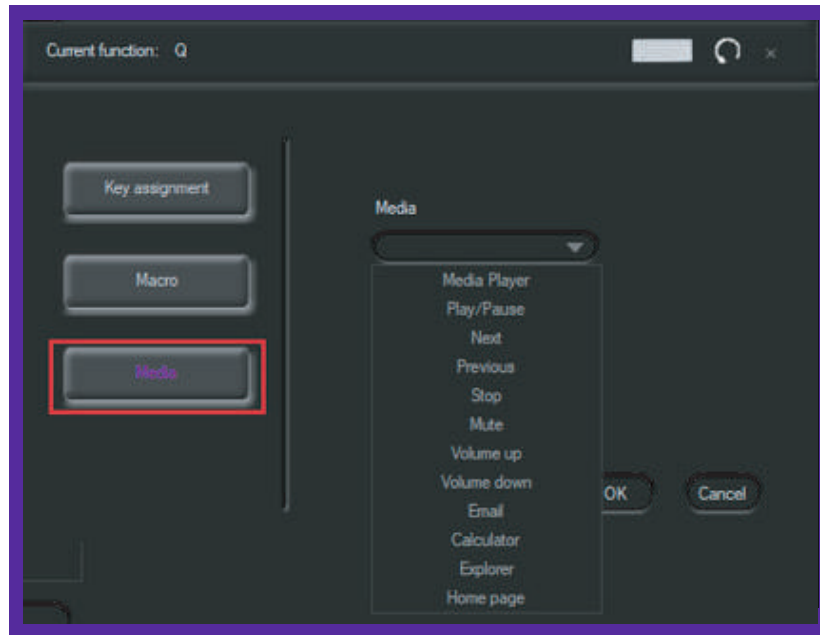 Current function: Q
Key assignment
Macro
Media
Media
Media Player
Play/Pause
Next
Previous
Stop
Mute
Volume up
Volume down
Email
Calculator
Explorer
Home page
OK
Cancel